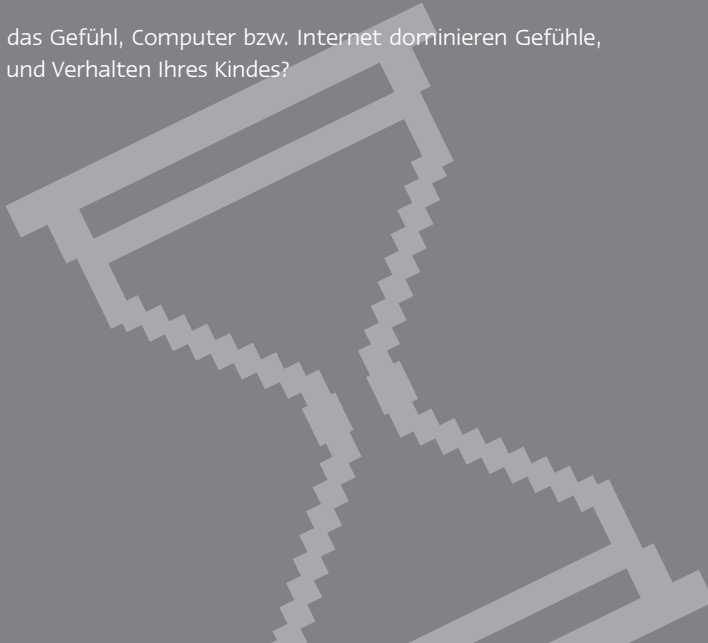 das Gefühl, Computer bzw. Internet dominieren Gefühle,
und Verhalten Ihres Kindes?